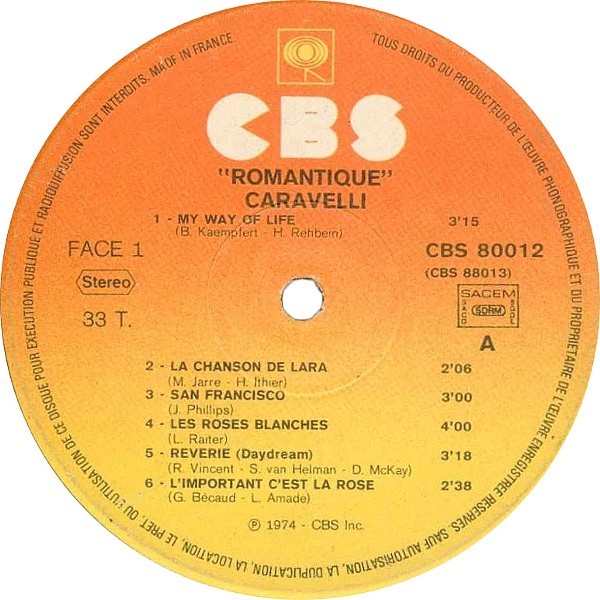 TOUS DROITS DU PRODUCTEUR DE L'ŒUVRE PHONOGRAPHIQUE ET DU PROPRIETAIRE DE L'ŒUVRE ENREGISTREE RESERVES. SAUF AUTORISATION, LA DUPLICATION, LA LOCATION, LE PRET, OU L'UTILISATION DE CE DISQUE POUR EXECUTION PUBLIQUE ET RADIODIFFUSION SONT INTERDITS. MADE IN FRANCE.
CBS
"ROMANTIQUE"
CARAVELLI
1 - MY WAY OF LIFE 3'15
(B. Kaempfert - H. Rehbein)
FACE 1 CBS 80012
(CBS 88013)
Stereo SACEM
SACD SDRM SGDL
33 T. A
2 - LA CHANSON DE LARA 2'06
(M. Jarre - H. Ithier)
3 - SAN FRANCISCO 3'00
(J. Phillips)
4 - LES ROSES BLANCHES 4'00
(L. Raiter)
5 - REVERIE (Daydream) 3'18
(R. Vincent - S. van Helman - D. McKay)
6 - L'IMPORTANT C'EST LA ROSE 2'38
(G. Bécaud - L. Amade)
℗ 1974 - CBS Inc.